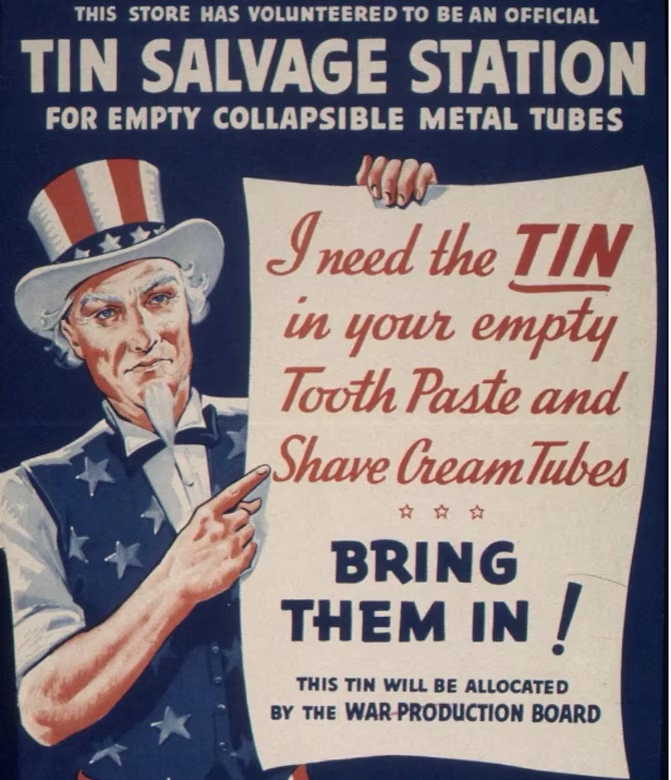 THIS STORE HAS VOLUNTEERED TO BE AN OFFICIAL
TIN SALVAGE STATION
FOR EMPTY COLLAPSIBLE METAL TUBES
I need the TIN
in your empty
Tooth Paste and
Shave Cream Tubes
☆ ☆ ☆
BRING
THEM IN!
THIS TIN WILL BE ALLOCATED
BY THE WAR PRODUCTION BOARD